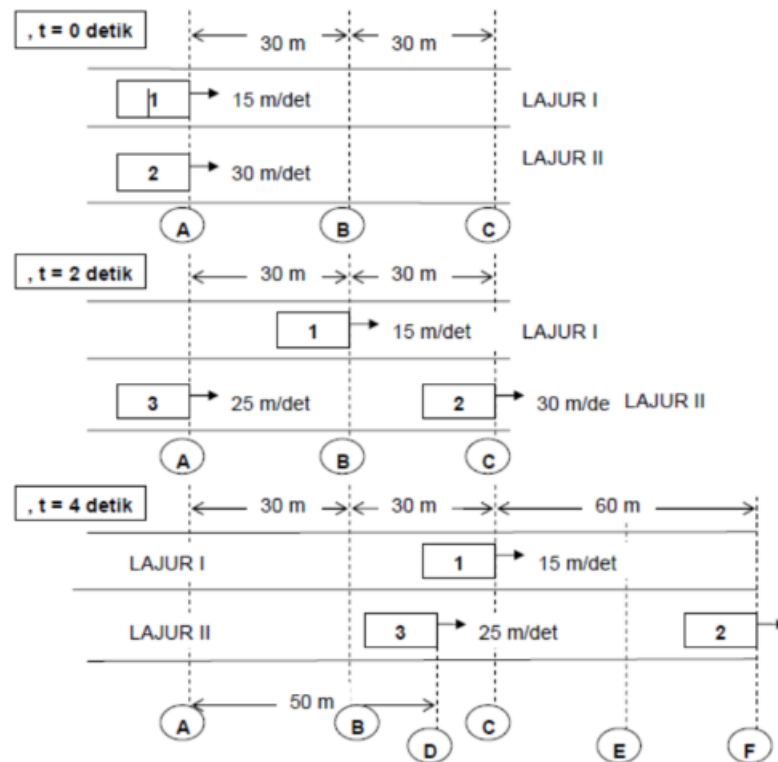 , t = 0 detik
30 m 30 m
1 15 m/det LAJUR I
2 30 m/det LAJUR II
A B C
, t = 2 detik
30 m 30 m
1 15 m/det LAJUR I
3 25 m/det 2 30 m/de LAJUR II
A B C
, t = 4 detik
30 m 30 m 60 m
LAJUR I 1 15 m/det
LAJUR II 3 25 m/det 2
50 m
A B D C E F